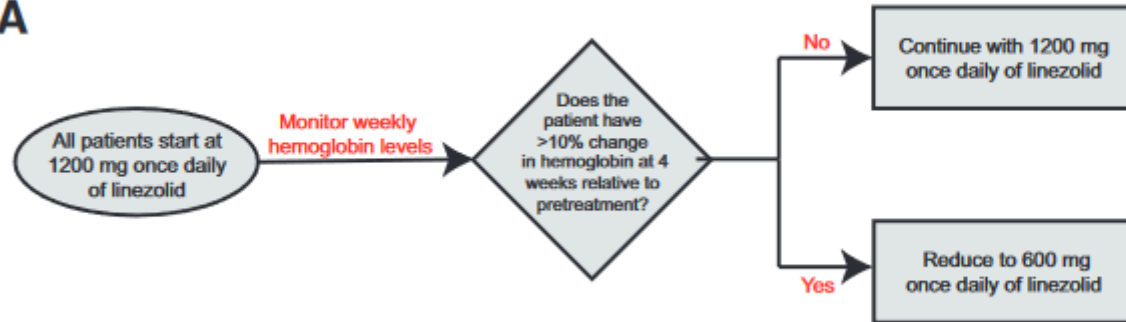 A
All patients start at
1200 mg once daily
of linezolid
Monitor weekly
hemoglobin levels
Does the
patient have
>10% change
in hemoglobin at 4
weeks relative to
pretreatment?
No
Continue with 1200 mg
once daily of linezolid
Yes
Reduce to 600 mg
once daily of linezolid